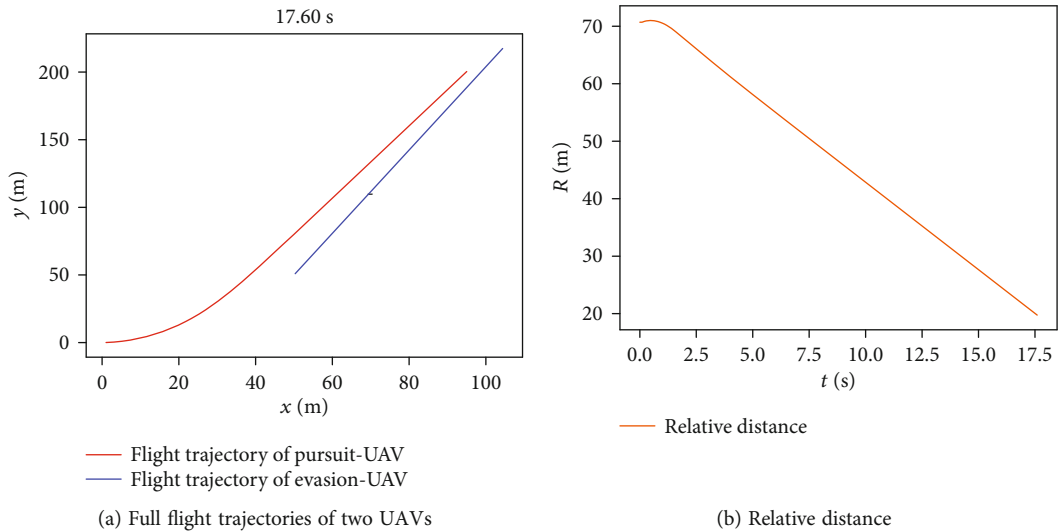 17.60 s
200
150
100
50
0
y (m)
0 20 40 60 80 100
x (m)
Flight trajectory of pursuit-UAV
Flight trajectory of evasion-UAV
(a) Full flight trajectories of two UAVs
70
60
50
40
30
20
R (m)
0.0 2.5 5.0 7.5 10.0 12.5 15.0 17.5
t (s)
Relative distance
(b) Relative distance